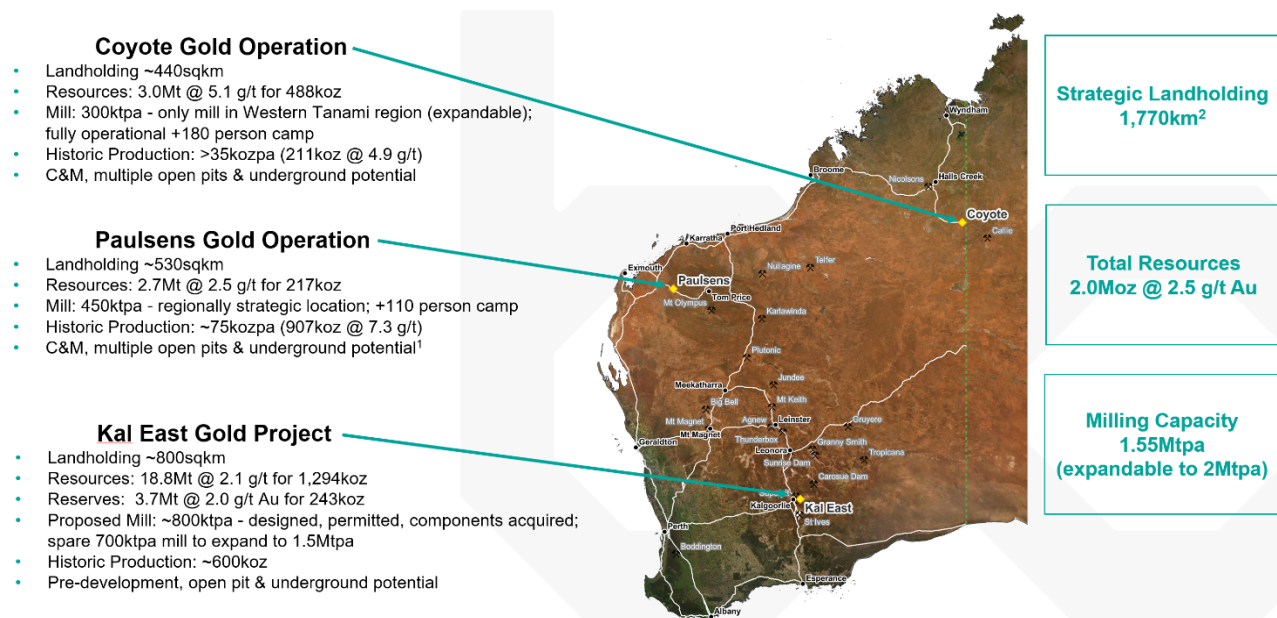 Coyote Gold Operation
• Landholding ~440sqkm
• Resources: 3.0Mt @ 5.1 g/t for 488koz
• Mill: 300ktpa - only mill in Western Tanami region (expandable);
fully operational +180 person camp
• Historic Production: >35kozpa (211koz @ 4.9 g/t)
• C&M, multiple open pits & underground potential
Paulsens Gold Operation
• Landholding ~530sqkm
• Resources: 2.7Mt @ 2.5 g/t for 217koz
• Mill: 450ktpa - regionally strategic location; +110 person camp
• Historic Production: ~75kozpa (907koz @ 7.3 g/t)
• C&M, multiple open pits & underground potential¹
Kal East Gold Project
• Landholding ~800sqkm
• Resources: 18.8Mt @ 2.1 g/t for 1,294koz
• Reserves: 3.7Mt @ 2.0 g/t Au for 243koz
• Proposed Mill: ~800ktpa - designed, permitted, components acquired;
spare 700ktpa mill to expand to 1.5Mtpa
• Historic Production: ~600koz
• Pre-development, open pit & underground potential
Wyndham
Broome
Nicolsons
Halls Creek
Coyote
Callie
Port Hedland
Karratha
Exmouth
Paulsens
Nullagine
Telfer
Tom Price
Mt Olympus
Karlawinda
Plutonic
Meekatharra
Jundee
Big Bell
Mt Keith
Mt Magnet
Agnew
Leinster
Gruyere
Mt Magnet
Geraldton
Thunderbox
Granny Smith
Leonora
Sunrise Dam
Tropicana
Carosue Dam
Kalgoorlie
Kal East
St Ives
Perth
Boddington
Esperance
Albany
Strategic Landholding
1,770km²
Total Resources
2.0Moz @ 2.5 g/t Au
Milling Capacity
1.55Mtpa
(expandable to 2Mtpa)